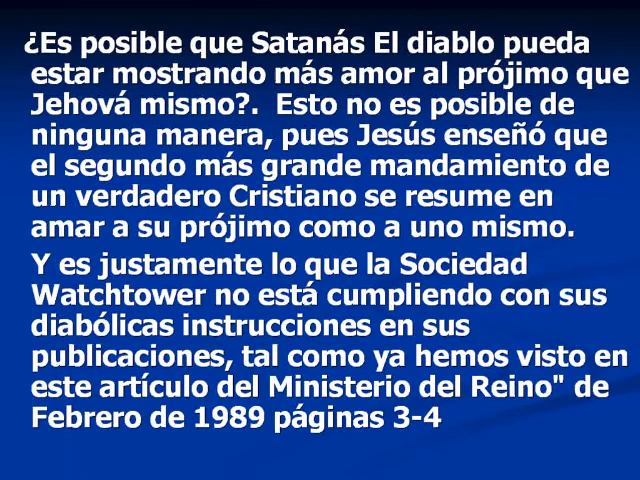 ¿Es posible que Satanás El diablo pueda
estar mostrando más amor al prójimo que
Jehová mismo?.  Esto no es posible de
ninguna manera, pues Jesús enseñó que
el segundo más grande mandamiento de
un verdadero Cristiano se resume en
amar a su prójimo como a uno mismo.
Y es justamente lo que la Sociedad
Watchtower no está cumpliendo con sus
diabólicas instrucciones en sus
publicaciones, tal como ya hemos visto en
este artículo del Ministerio del Reino" de
Febrero de 1989 páginas 3-4